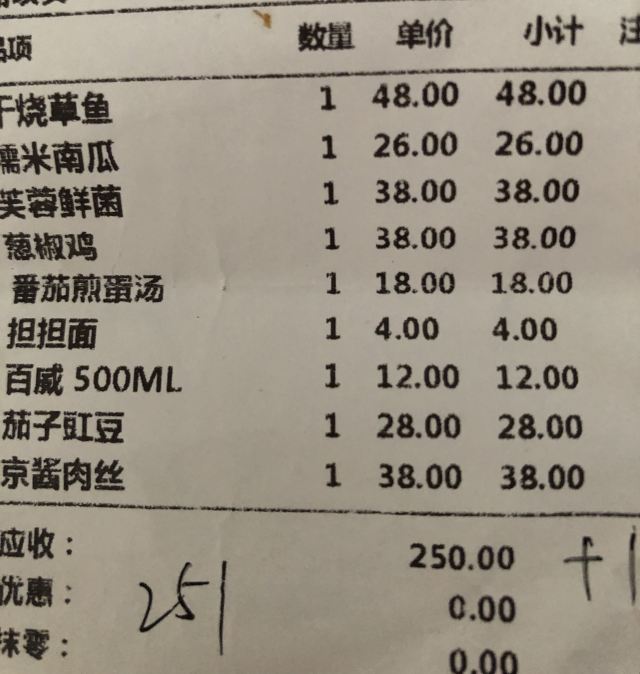 品项 数量 单价 小计 注
干烧草鱼 1 48.00 48.00
糯米南瓜 1 26.00 26.00
芙蓉鲜菌 1 38.00 38.00
葱椒鸡 1 38.00 38.00
番茄煎蛋汤 1 18.00 18.00
担担面 1 4.00 4.00
百威 500ML 1 12.00 12.00
茄子豇豆 1 28.00 28.00
京酱肉丝 1 38.00 38.00
应收： 250.00 +1
优惠： 251 0.00
抹零： 0.00